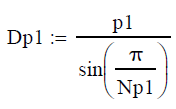 Dp1 := p1 / sin(π / Np1)